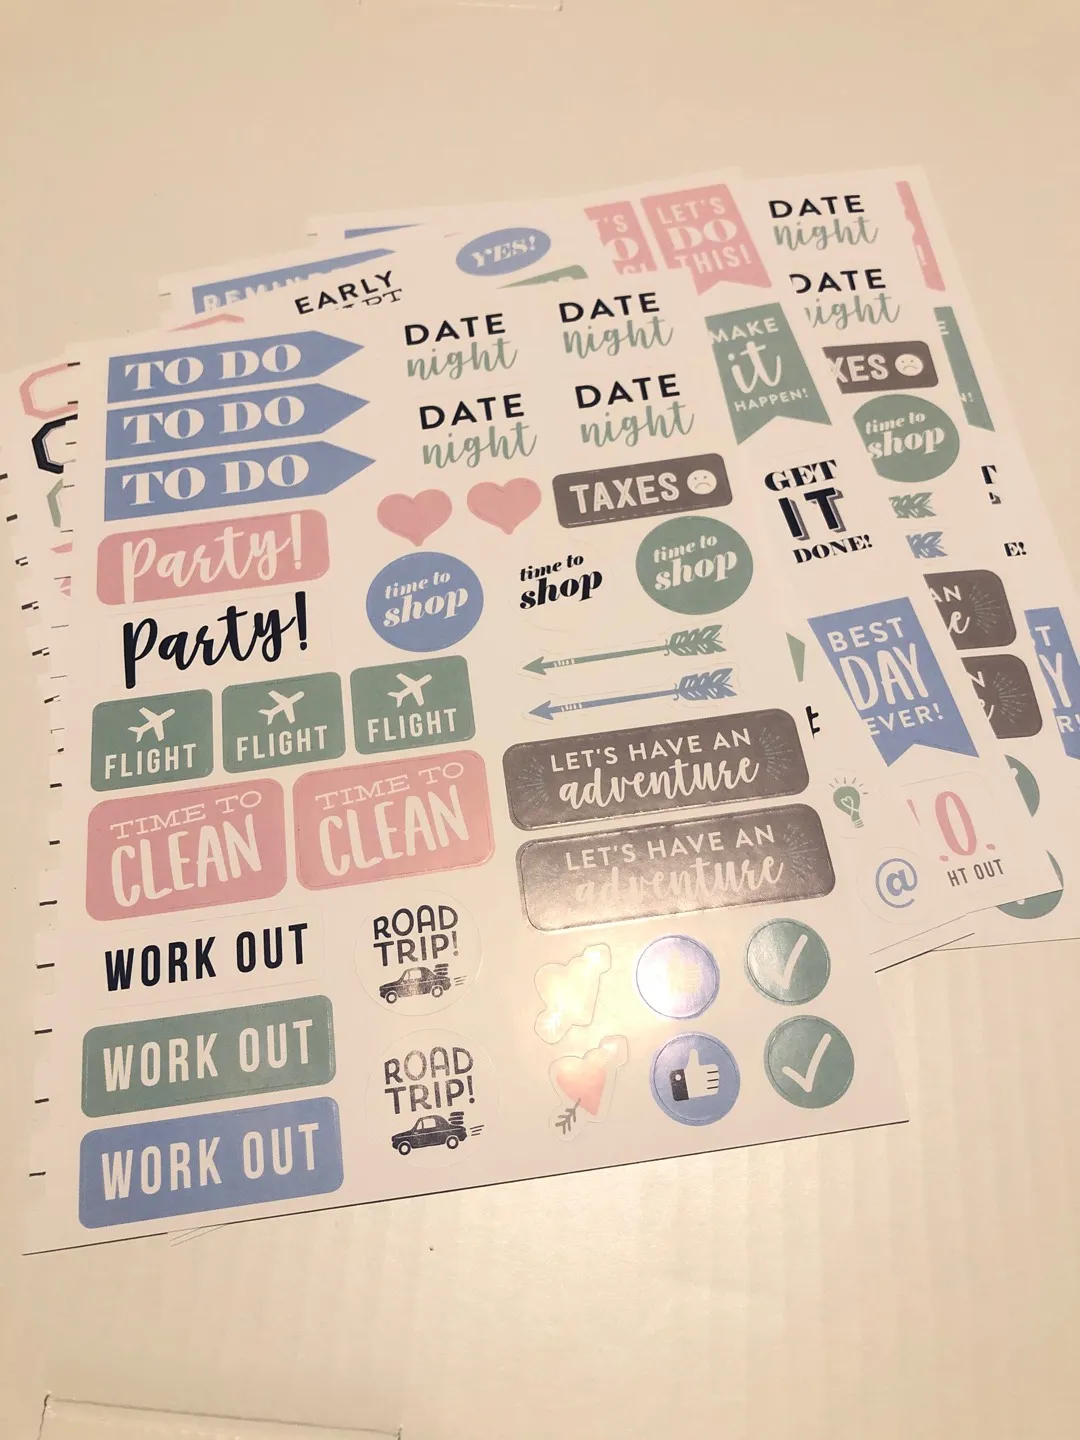 YES!
LET'S
DO
THIS!
DATE
night
EARLY
DATE
night
DATE
night
DATE
night
MAKE
it
HAPPEN!
TO DO
TO DO
TO DO
DATE
night
DATE
night
TAXES
time to
shop
Party!
time to
shop
time to
shop
time to
shop
GET
IT
DONE!
Party!
FLIGHT
FLIGHT
FLIGHT
LET'S HAVE AN
adventure
BEST
DAY
EVER!
TIME TO
CLEAN
TIME TO
CLEAN
LET'S HAVE AN
adventure
@
OUT
WORK OUT
ROAD
TRIP!
WORK OUT
ROAD
TRIP!
WORK OUT